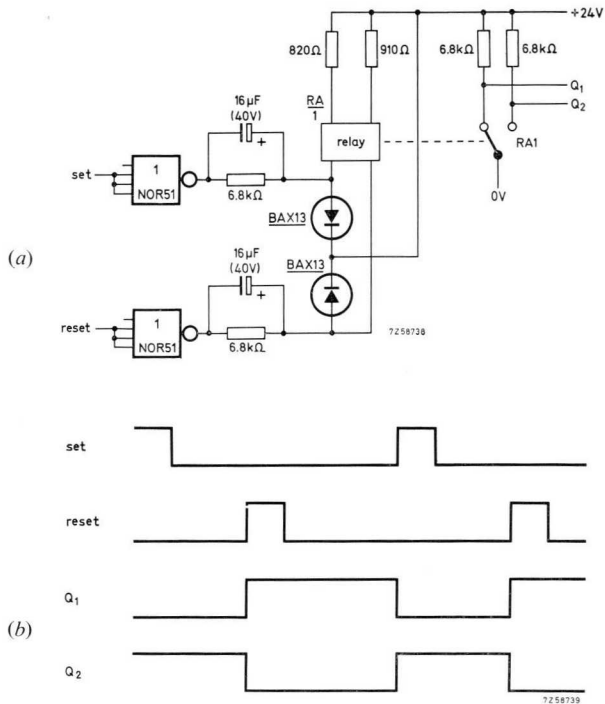 +24V
820Ω
910Ω
6.8kΩ
6.8kΩ
16µF
(40V)
+
RA
1
relay
Q1
Q2
RA1
0V
set
1
NOR51
6.8kΩ
BAX13
(a)
16µF
(40V)
+
BAX13
reset
1
NOR51
6.8kΩ
7Z58738
set
reset
Q1
(b)
Q2
7Z58739